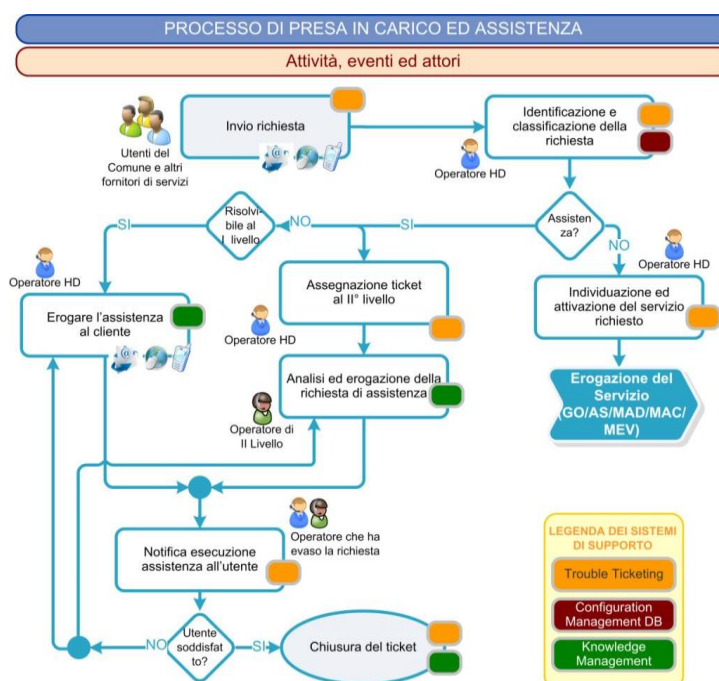 PROCESSO DI PRESA IN CARICO ED ASSISTENZA
Attività, eventi ed attori
Utenti del
Comune e altri
fornitori di servizi
Invio richiesta
Identificazione e
classificazione della
richiesta
Operatore HD
Risolvi-
bile al
I livello
SI
NO
SI
Assisten
za?
NO
Operatore HD
Operatore HD
Erogare l'assistenza
al cliente
Assegnazione ticket
al II° livello
Operatore HD
Individuazione ed
attivazione del servizio
richiesto
Analisi ed erogazione della
richiesta di assistenza
Operatore di
II Livello
Erogazione del
Servizio
(GO/AS/MAD/MAC/
MEV)
Operatore che ha
evaso la richiesta
Notifica esecuzione
assistenza all'utente
Utente
soddisfat
to?
NO
SI
Chiusura del ticket
LEGENDA DEI SISTEMI
DI SUPPORTO
Trouble Ticketing
Configuration
Management DB
Knowledge
Management